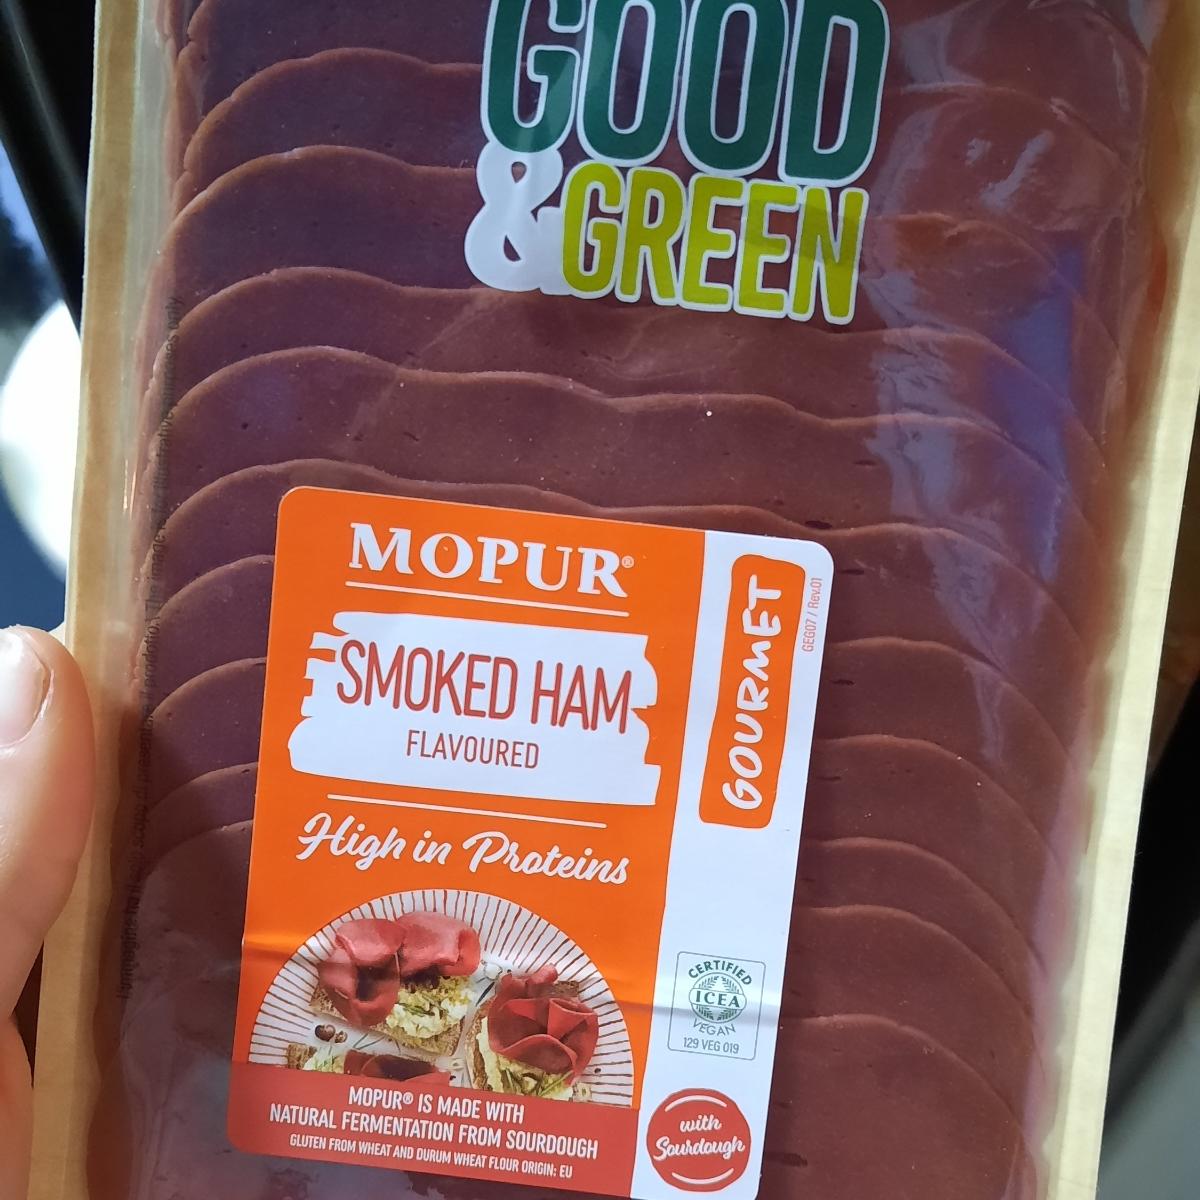 GOOD
&GREEN
MOPUR®
SMOKED HAM
FLAVOURED
High in Proteins
MOPUR® IS MADE WITH
NATURAL FERMENTATION FROM SOURDOUGH
GLUTEN FROM WHEAT AND DURUM WHEAT FLOUR ORIGIN: EU
GOURMET
GEG07 / Rev.01
CERTIFIED
ICEA
VEGAN
129 VEG 019
with
Sourdough